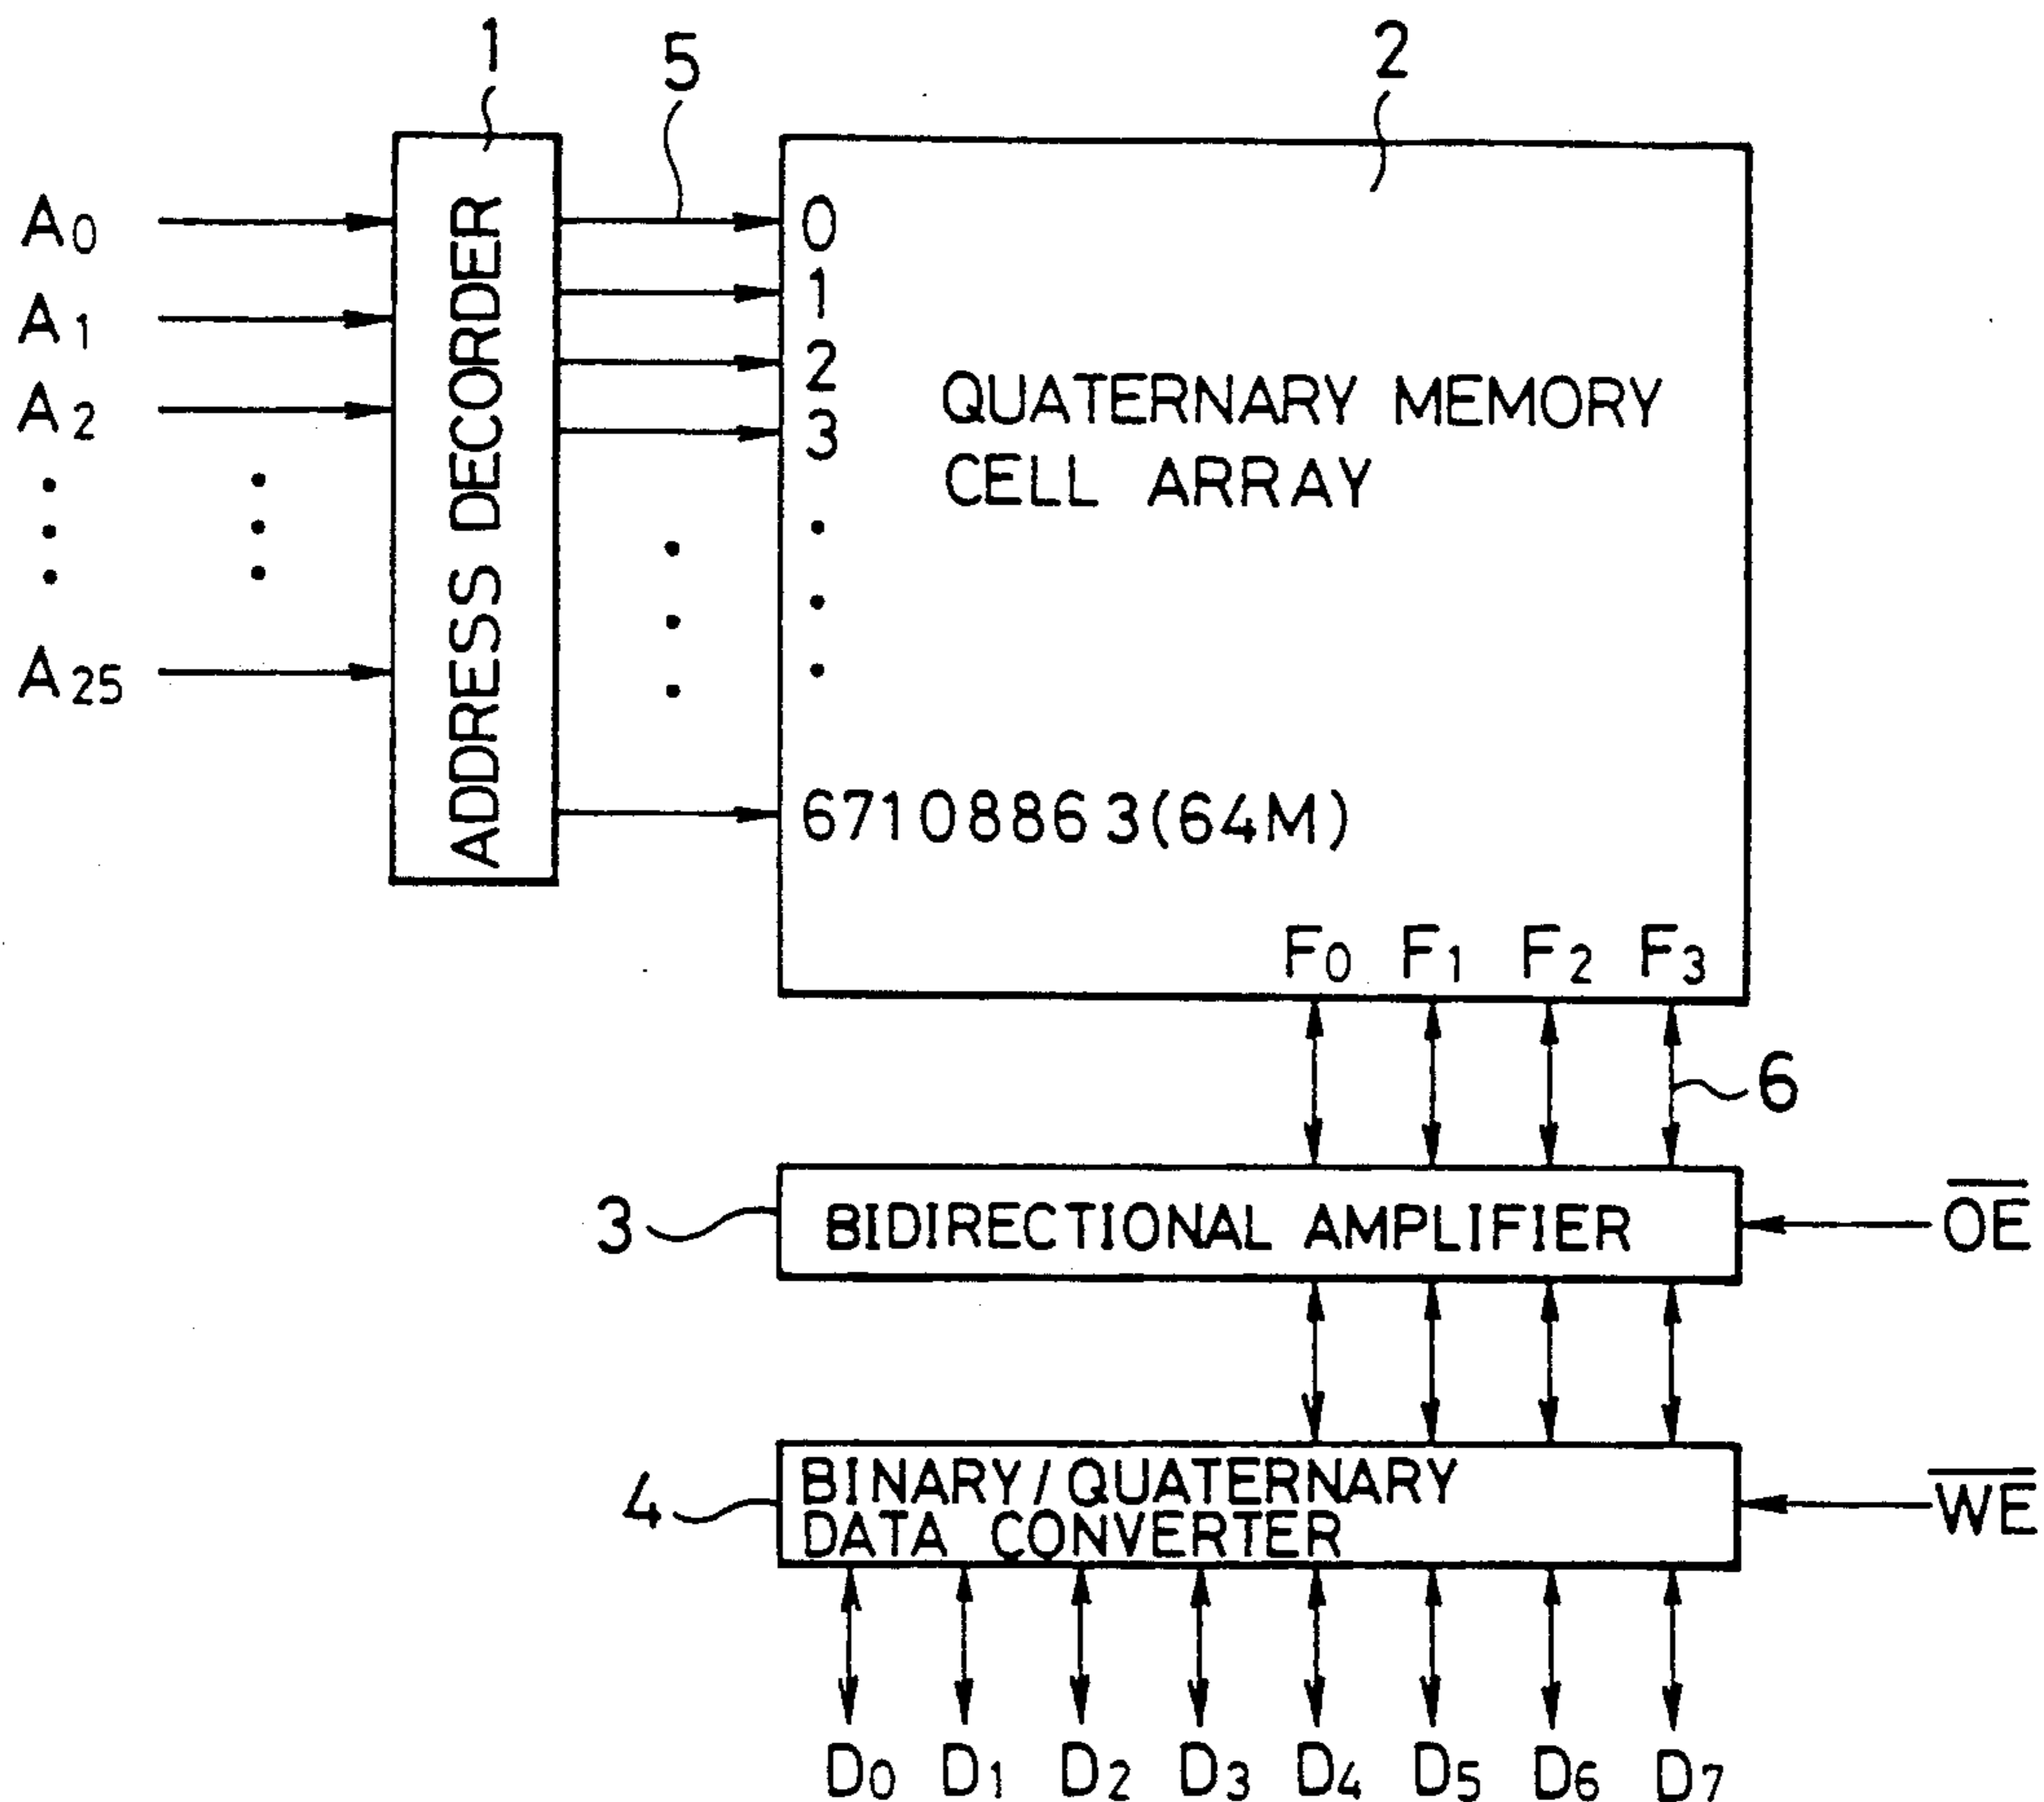 1
5
2
A0
A1
A2
A25
ADDRESS DECORDER
0
1
2
3
QUATERNARY MEMORY
CELL ARRAY
67108863(64M)
F0 F1 F2 F3
6
3
BIDIRECTIONAL AMPLIFIER
O̅E̅
4
BINARY/QUATERNARY
DATA CONVERTER
W̅E̅
D0 D1 D2 D3 D4 D5 D6 D7